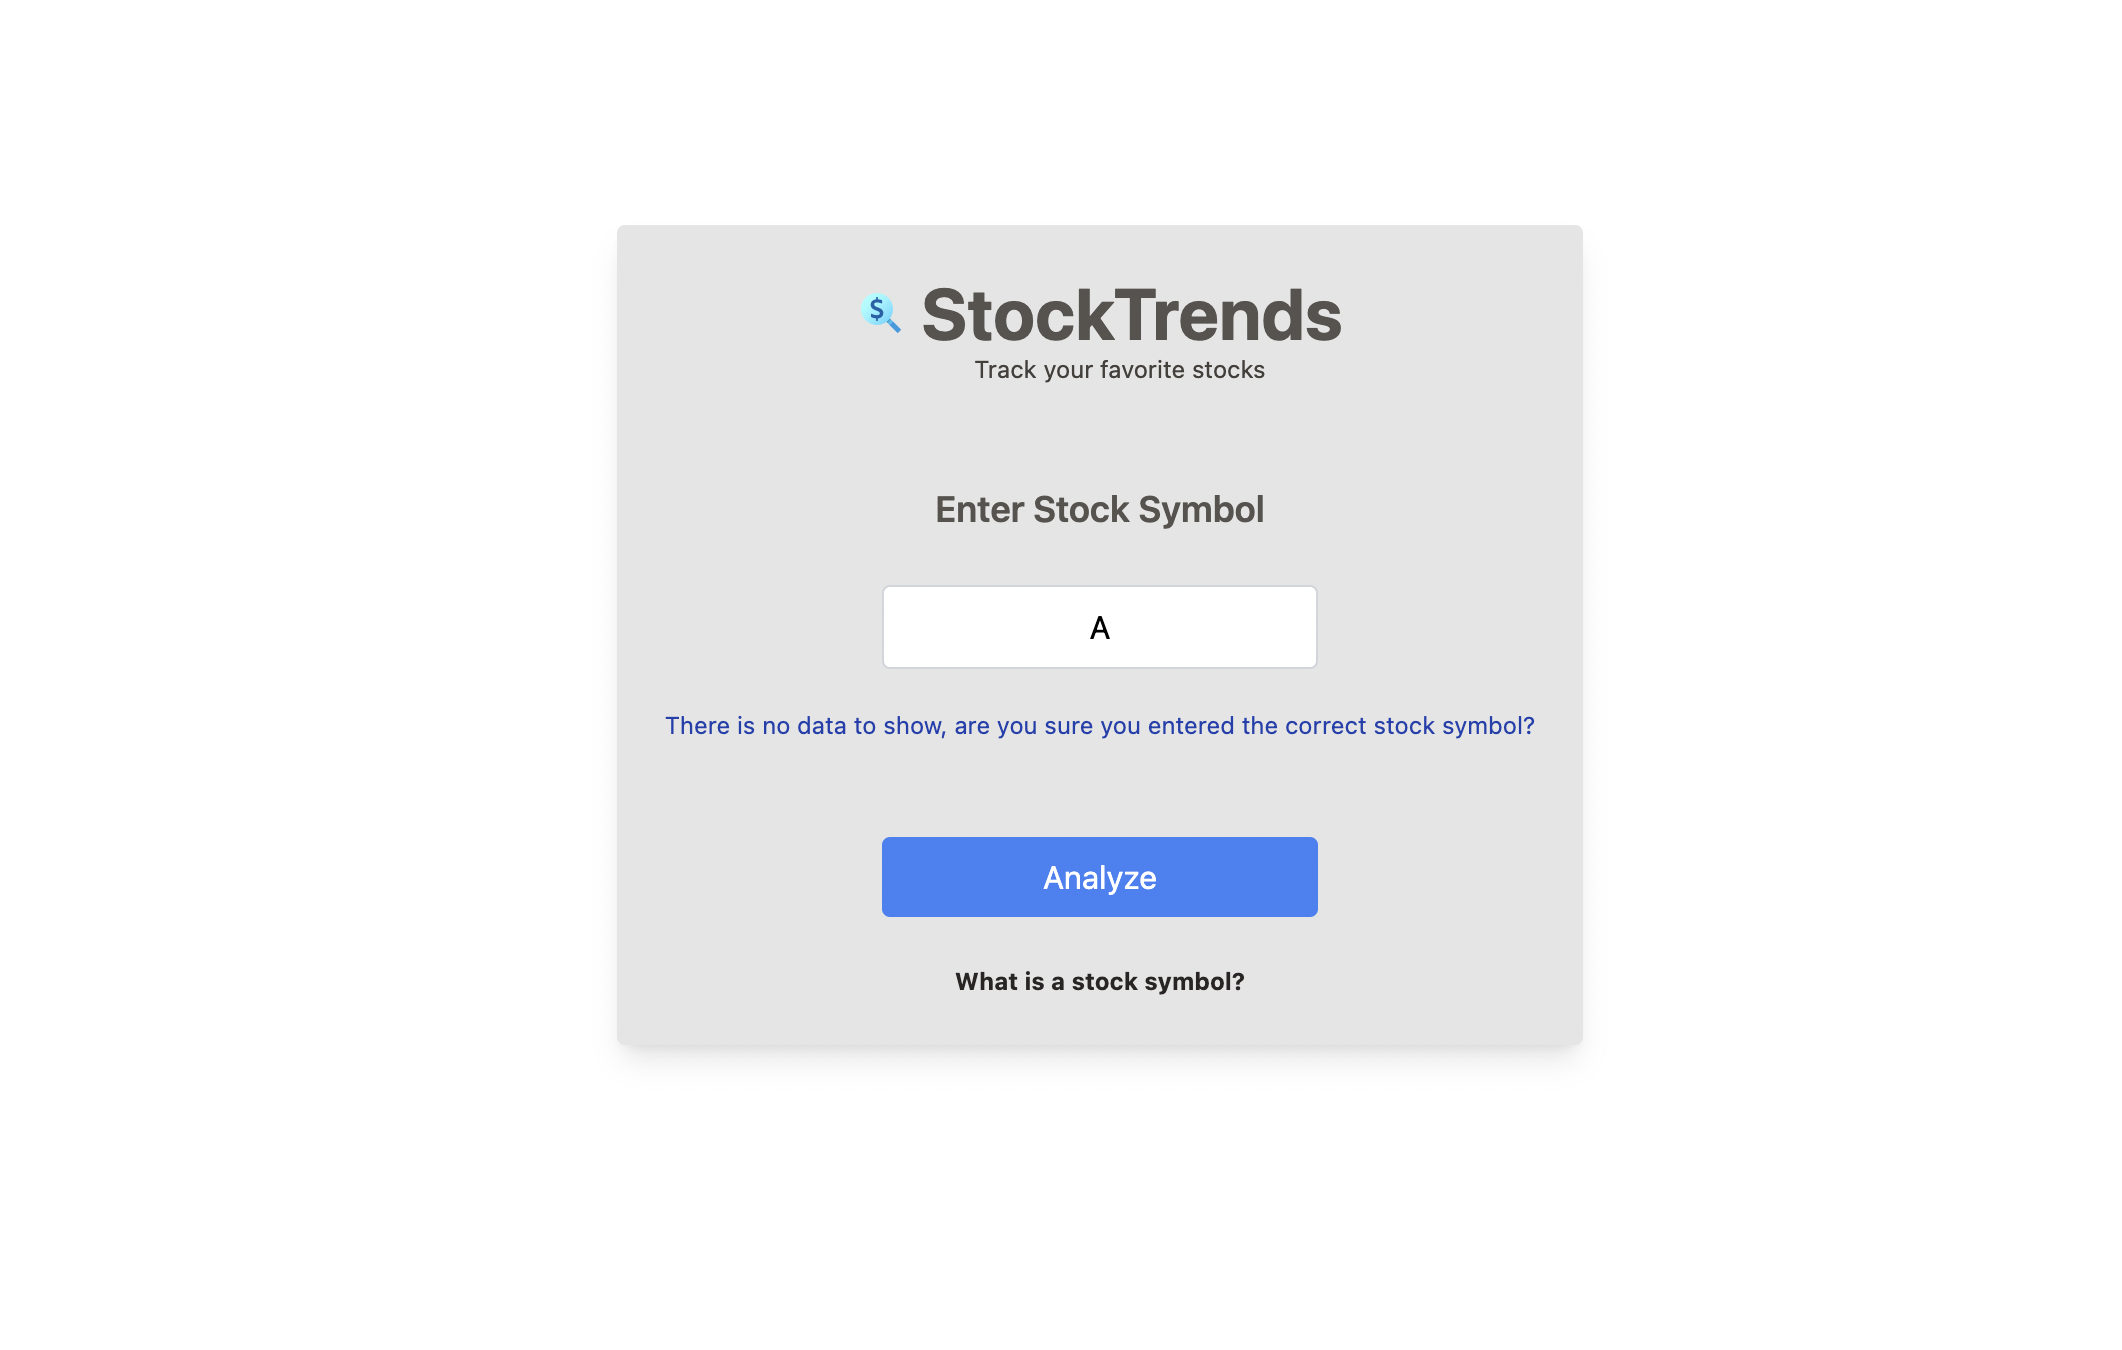 $ StockTrends
Track your favorite stocks
Enter Stock Symbol
A
There is no data to show, are you sure you entered the correct stock symbol?
Analyze
What is a stock symbol?